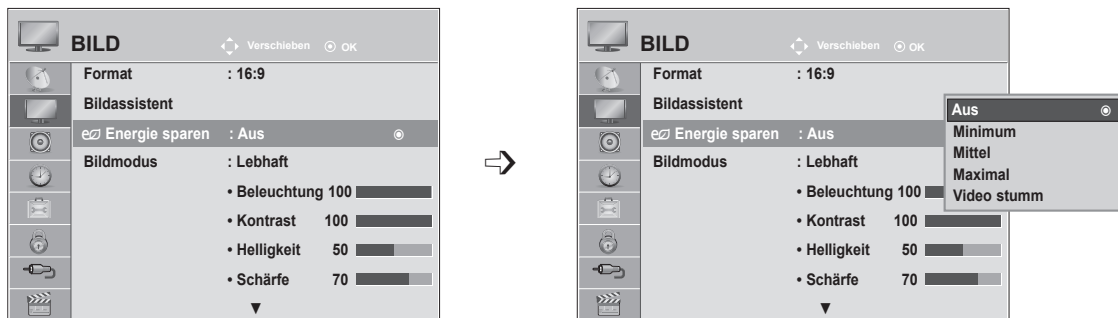 BILD Verschieben OK
Format : 16:9
Bildassistent
Energie sparen : Aus
Bildmodus : Lebhaft
• Beleuchtung 100
• Kontrast 100
• Helligkeit 50
• Schärfe 70
BILD Verschieben OK
Format : 16:9
Bildassistent
Energie sparen : Aus
Bildmodus : Lebhaft
• Beleuchtung 100
• Kontrast 100
• Helligkeit 50
• Schärfe 70
Aus
Minimum
Mittel
Maximal
Video stumm